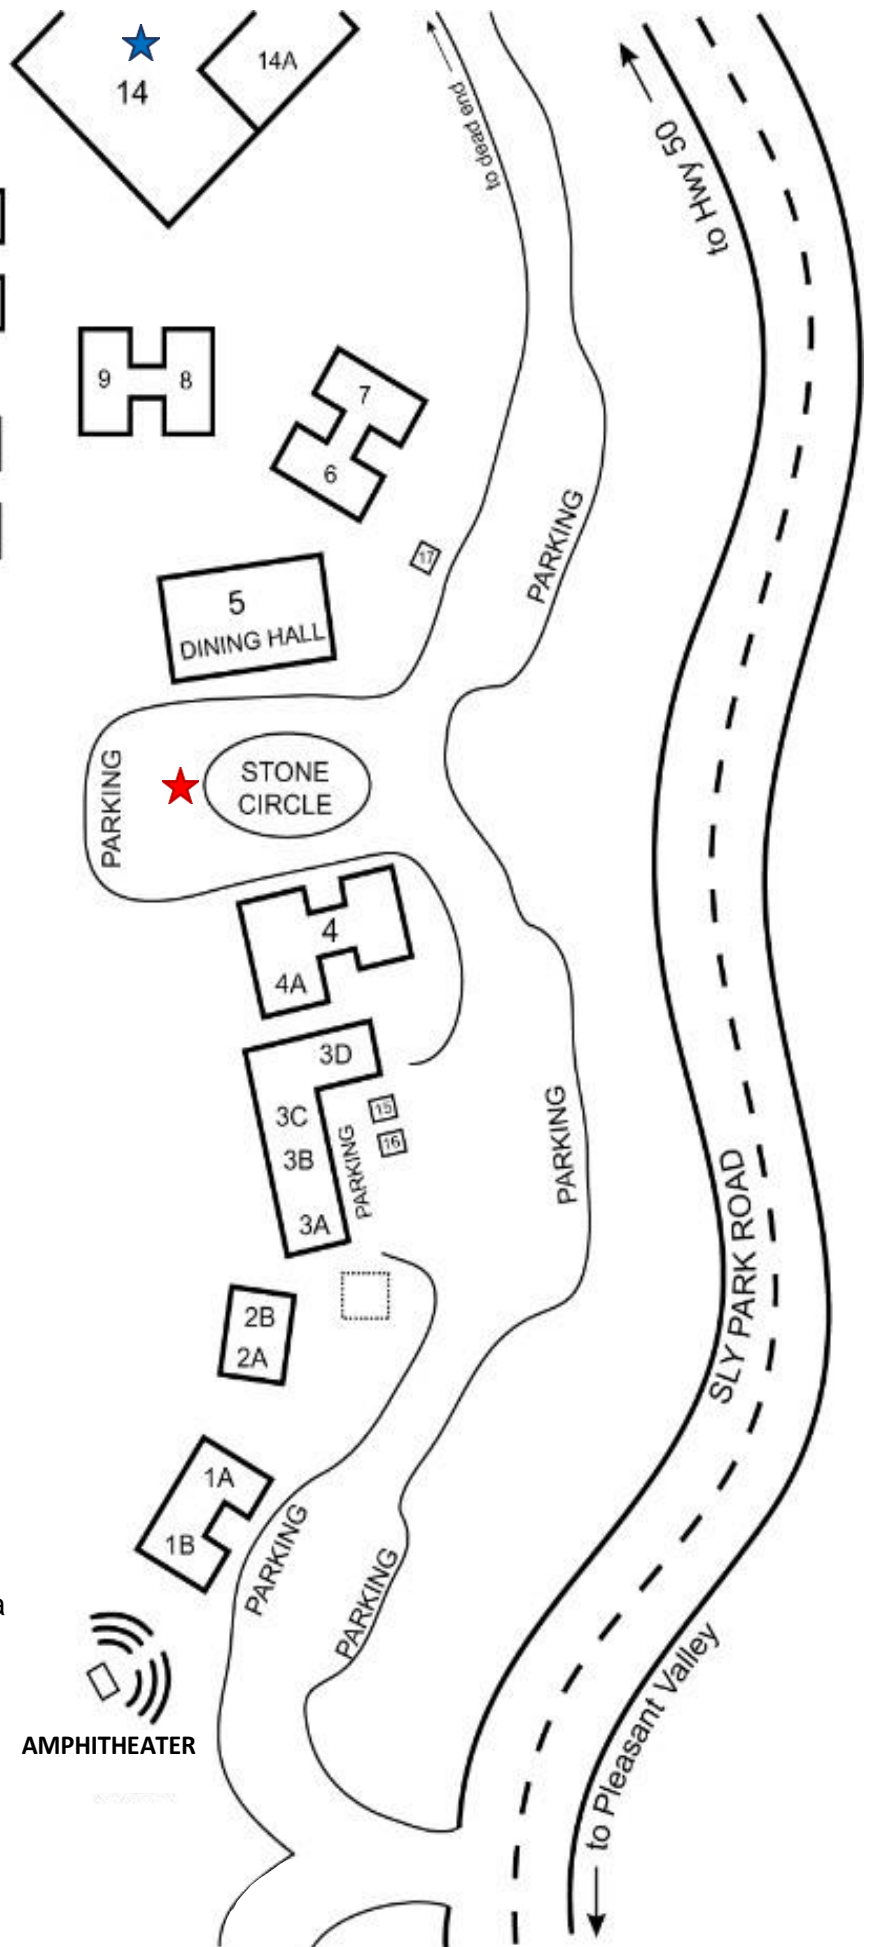 14
14A
to dead end
to Hwy 50
9
8
7
6
17
PARKING
5
DINING HALL
PARKING
STONE
CIRCLE
4
4A
3D
3C
3B
3A
15
16
PARKING
PARKING
SLY PARK ROAD
2B
2A
1A
1B
PARKING
PARKING
a
AMPHITHEATER
to Pleasant Valley